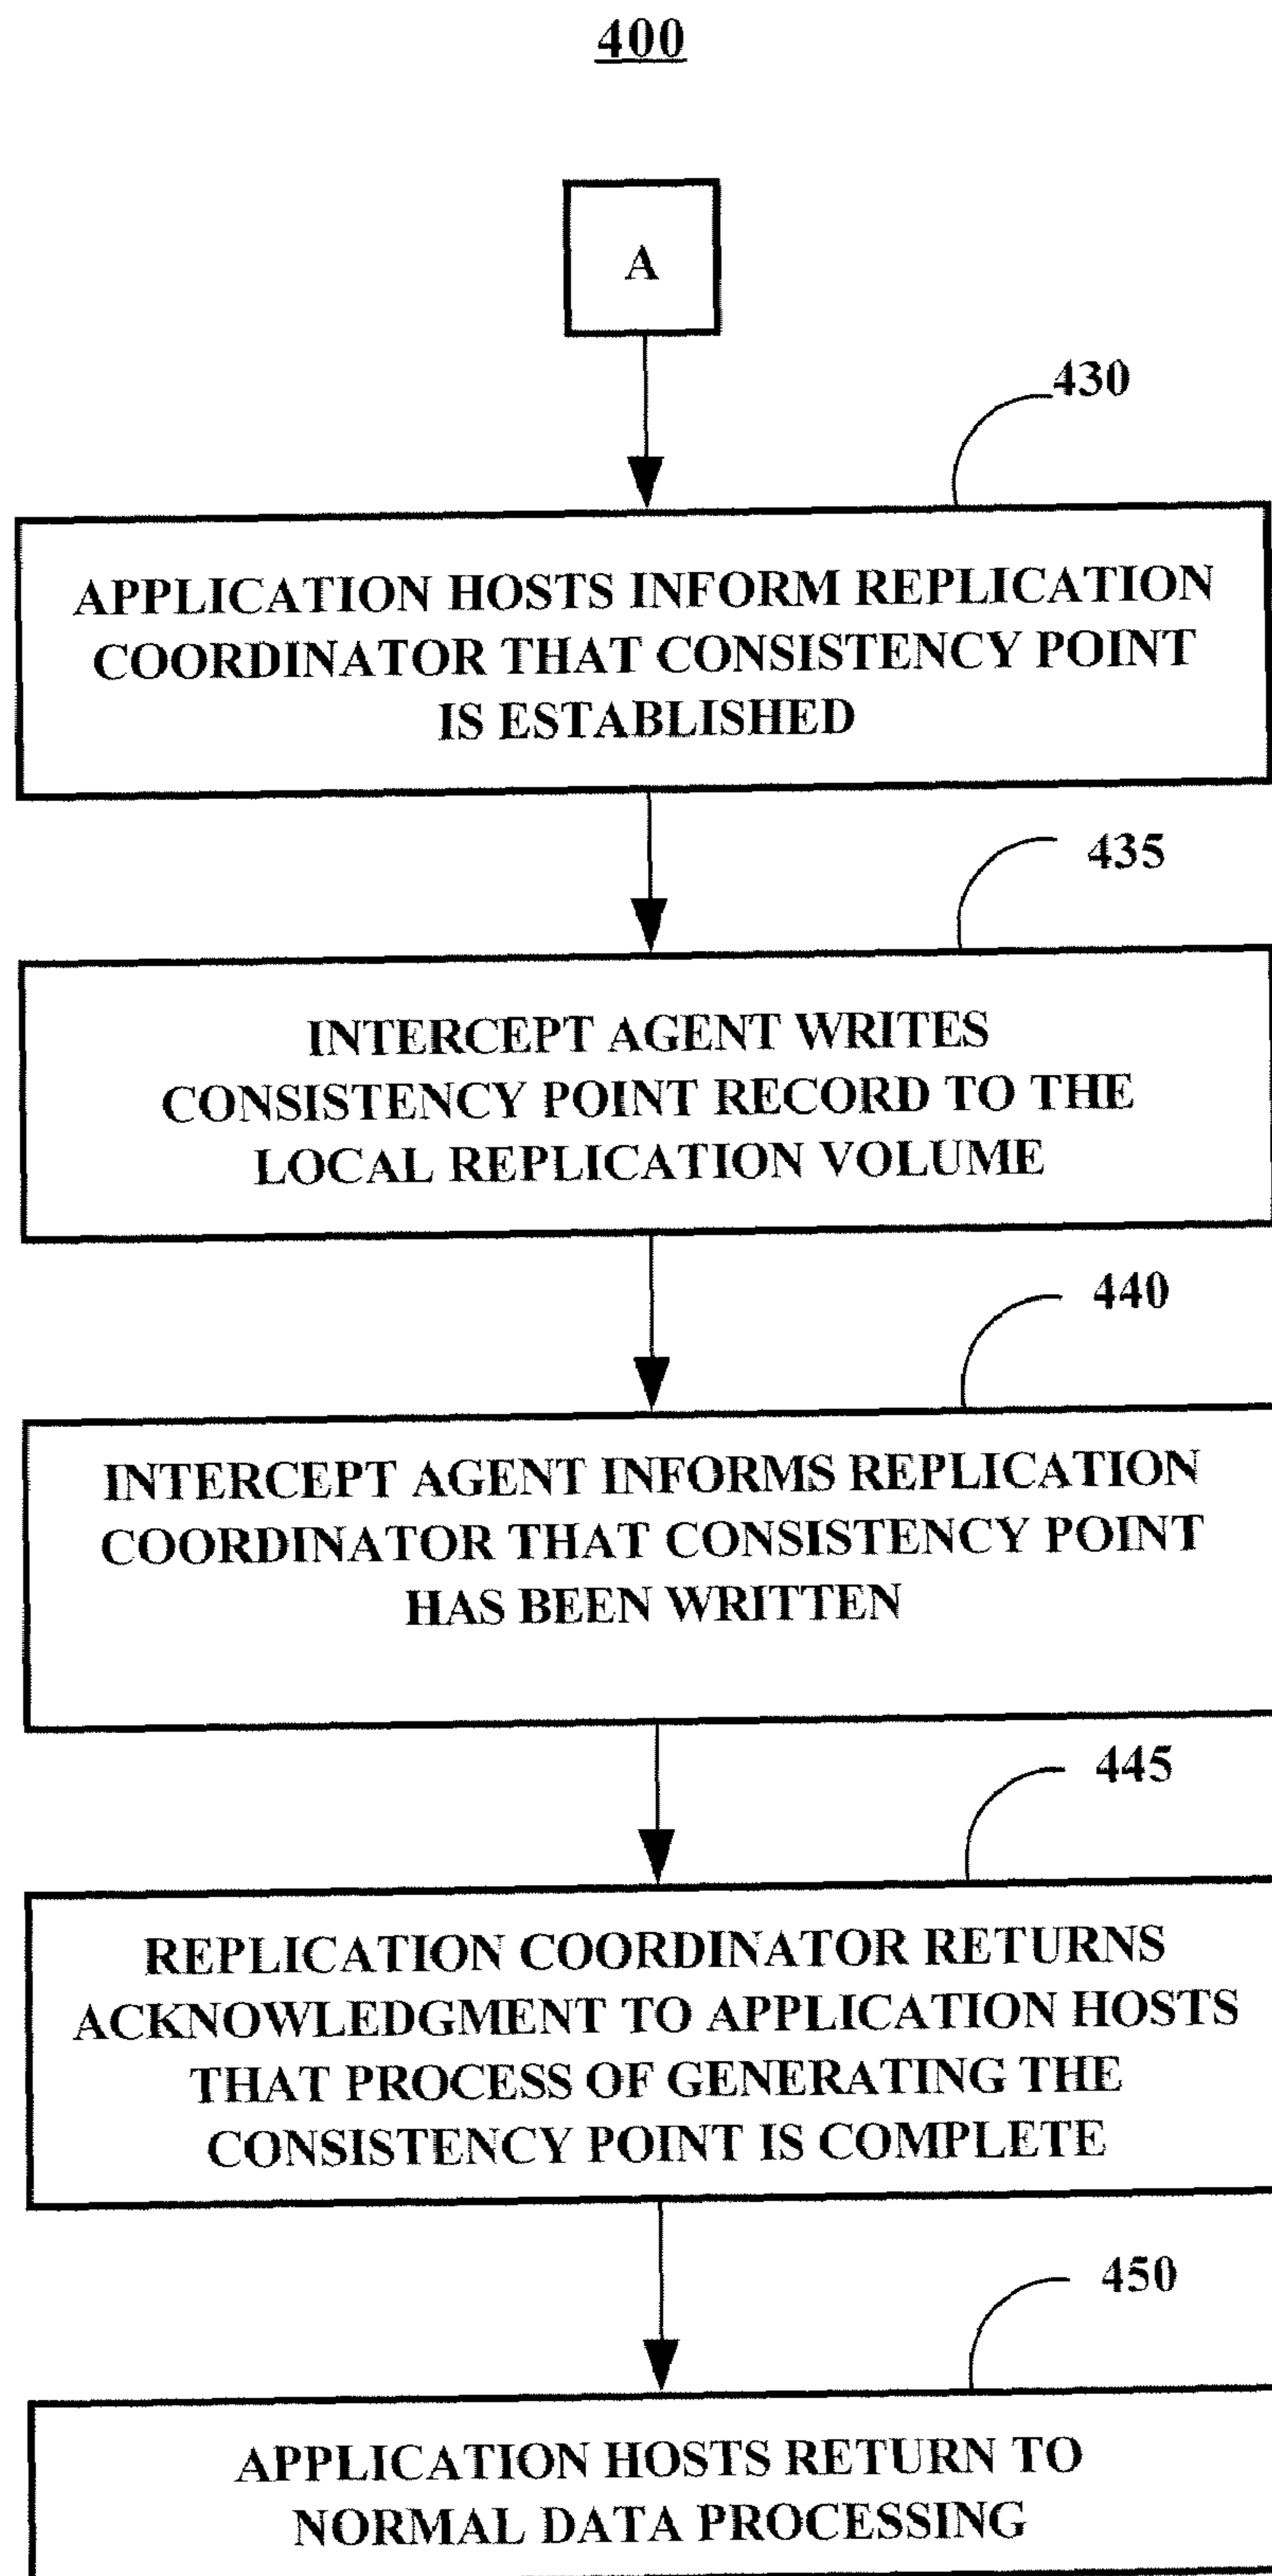 400
A
430
APPLICATION HOSTS INFORM REPLICATION
COORDINATOR THAT CONSISTENCY POINT
IS ESTABLISHED
435
INTERCEPT AGENT WRITES
CONSISTENCY POINT RECORD TO THE
LOCAL REPLICATION VOLUME
440
INTERCEPT AGENT INFORMS REPLICATION
COORDINATOR THAT CONSISTENCY POINT
HAS BEEN WRITTEN
445
REPLICATION COORDINATOR RETURNS
ACKNOWLEDGMENT TO APPLICATION HOSTS
THAT PROCESS OF GENERATING THE
CONSISTENCY POINT IS COMPLETE
450
APPLICATION HOSTS RETURN TO
NORMAL DATA PROCESSING